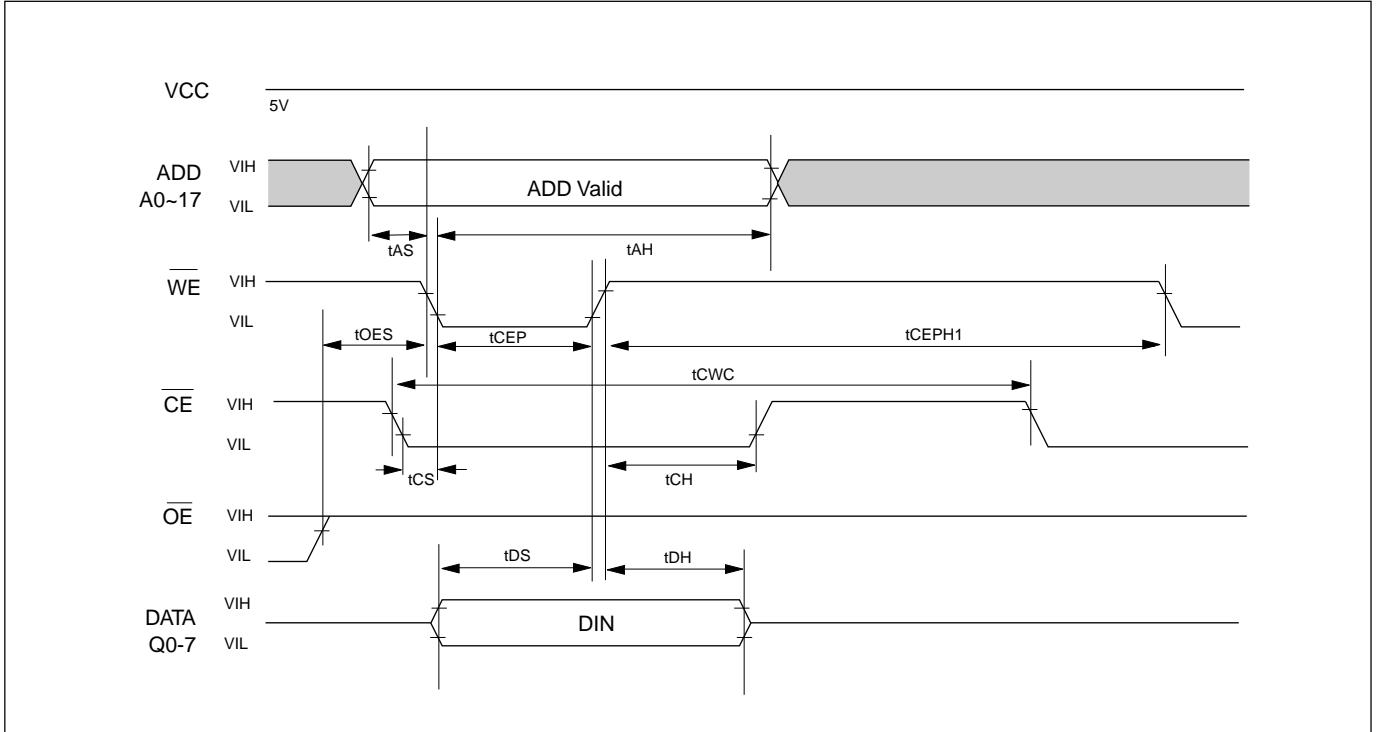 VCC
5V
ADD
A0~17
VIH
VIL
ADD Valid
tAS
tAH
WE
VIH
VIL
tOES
tCEP
tCEPH1
tCWC
CE
VIH
VIL
tCS
tCH
OE
VIH
VIL
tDS
tDH
DATA
Q0-7
VIH
VIL
DIN